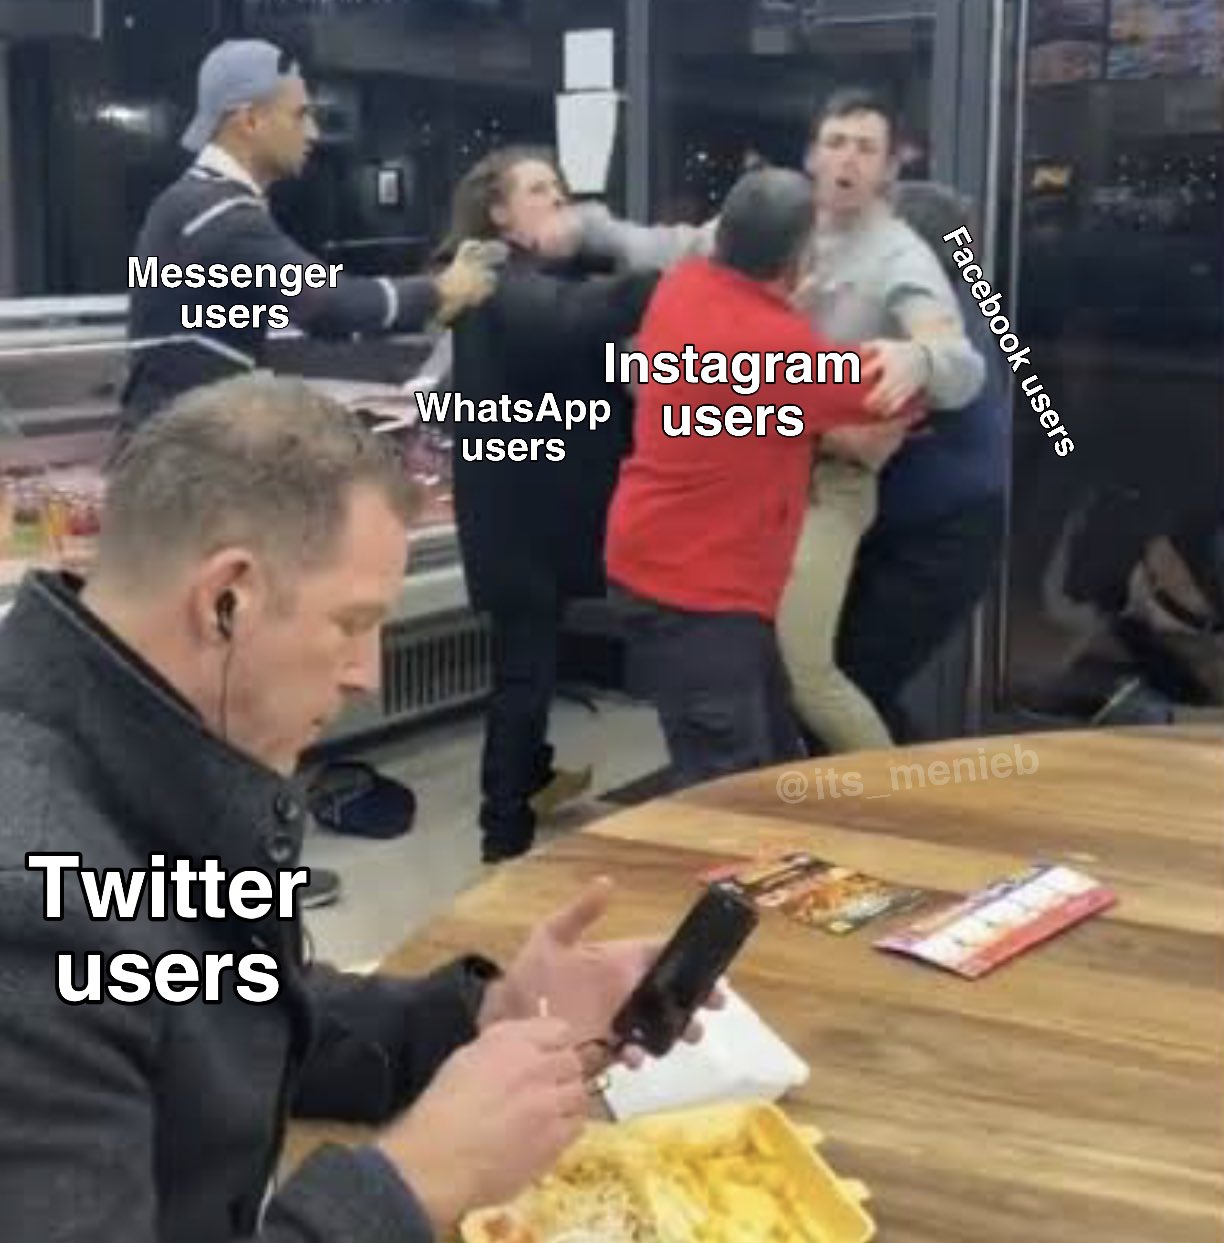 Messenger
users
WhatsApp
users
Instagram
users
Facebook users
@its_menieb
Twitter
users